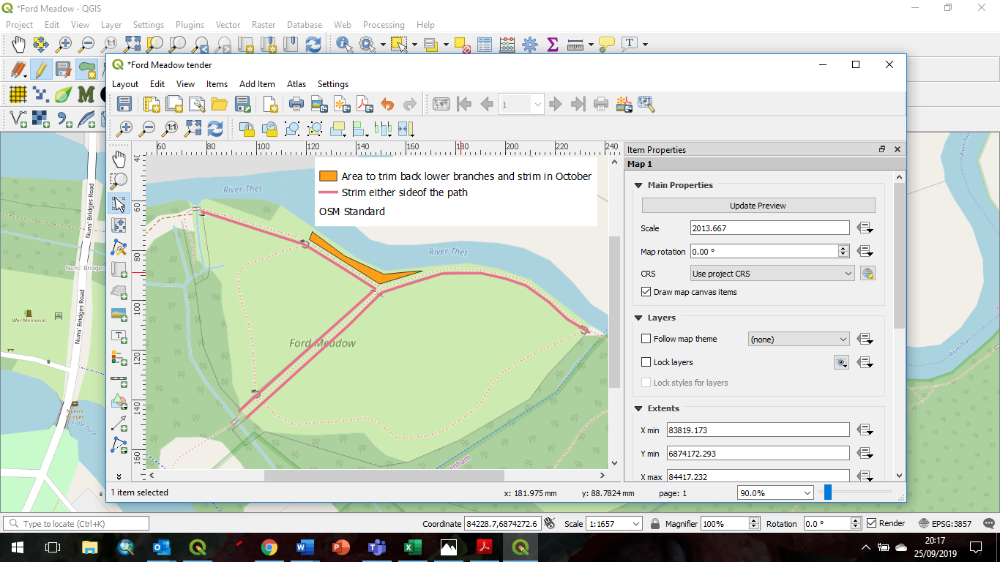 *Ford Meadow - QGIS
Project Edit View Layer Settings Plugins Vector Raster Database Web Processing Help
*Ford Meadow tender
Layout Edit View Items Add Item Atlas Settings
1
1:1
60 80 100 120 140 160 180 200 220 240
40
60
80
100
120
140
160
Area to trim back lower branches and strim in October
Strim either sideof the path
OSM Standard
River Thet
River Thet
Ford Meadow
Nuns' Bridges Road
Nuns' Bridges Road
Nuns' Bridges
War Memorial
Nun's Bridges
Little Ouse
River Thet
River Thet
Item Properties
Map 1
Main Properties
Update Preview
Scale 2013.667
Map rotation 0.00 °
CRS Use project CRS
Draw map canvas items
Layers
Follow map theme (none)
Lock layers
Lock styles for layers
Extents
X min 83819.173
Y min 6874172.293
X max 84417.232
1 item selected x: 181.975 mm y: 88.7824 mm page: 1 90.0%
Type to locate (Ctrl+K) Coordinate 84228.7,6874272.6 Scale 1:1657 Magnifier 100% Rotation 0.0 ° Render EPSG:3857
20:17
25/09/2019